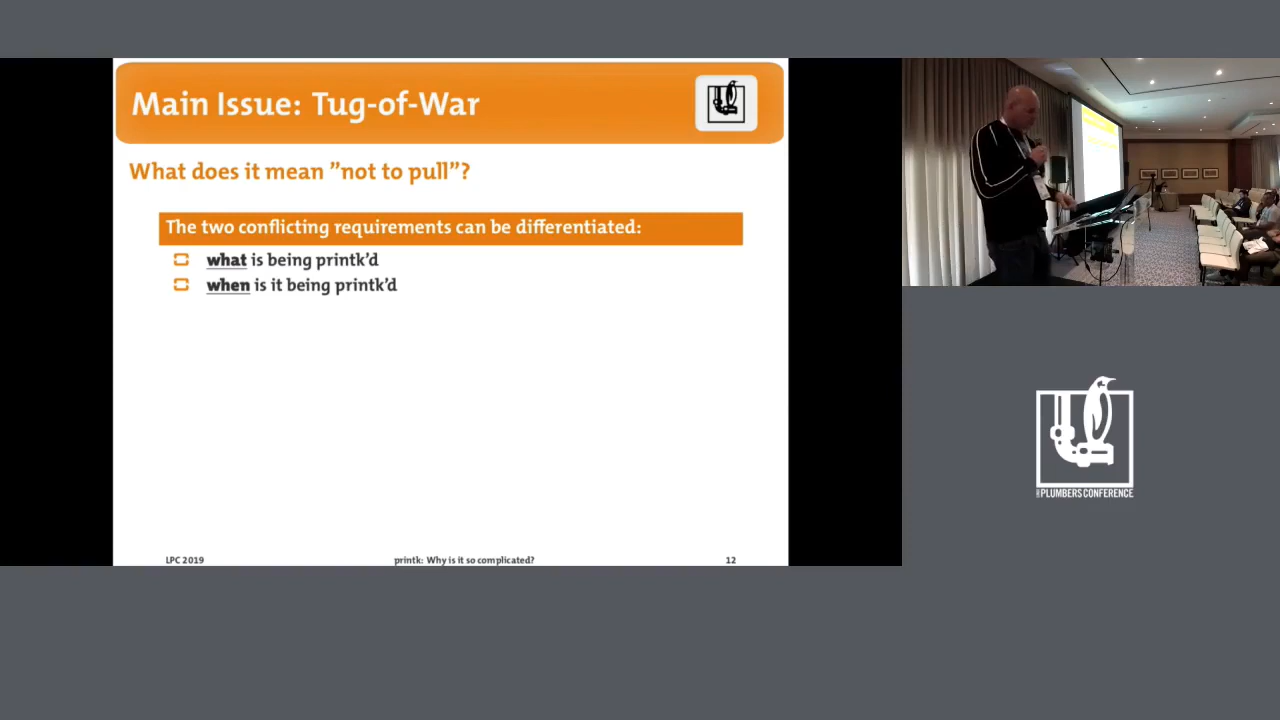 Main Issue: Tug-of-War
What does it mean ”not to pull”?
The two conflicting requirements can be differentiated:
what is being printk’d
when is it being printk’d
LPC 2019
printk: Why is it so complicated?
12
PLUMBERS CONFERENCE